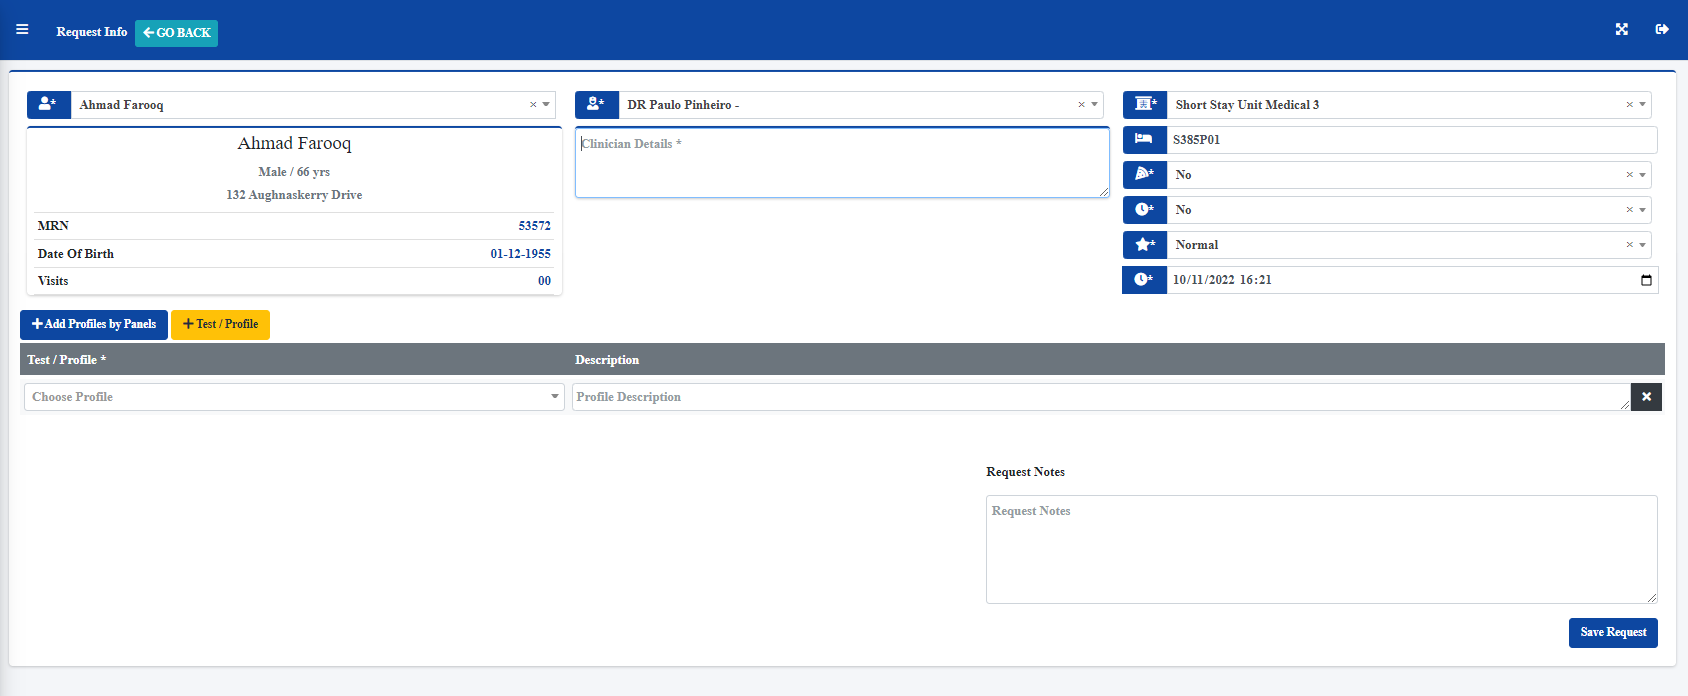 Request Info
GO BACK
* Ahmad Farooq
Ahmad Farooq
Male / 66 yrs
132 Aughnaskerry Drive
MRN 53572
Date Of Birth 01-12-1955
Visits 00
* DR Paulo Pinheiro -
Clinician Details *
* Short Stay Unit Medical 3
S385P01
* No
* No
* Normal
* 10/11/2022 16:21
Add Profiles by Panels
Test / Profile
Test / Profile * Description
Choose Profile Profile Description
Request Notes
Request Notes
Save Request